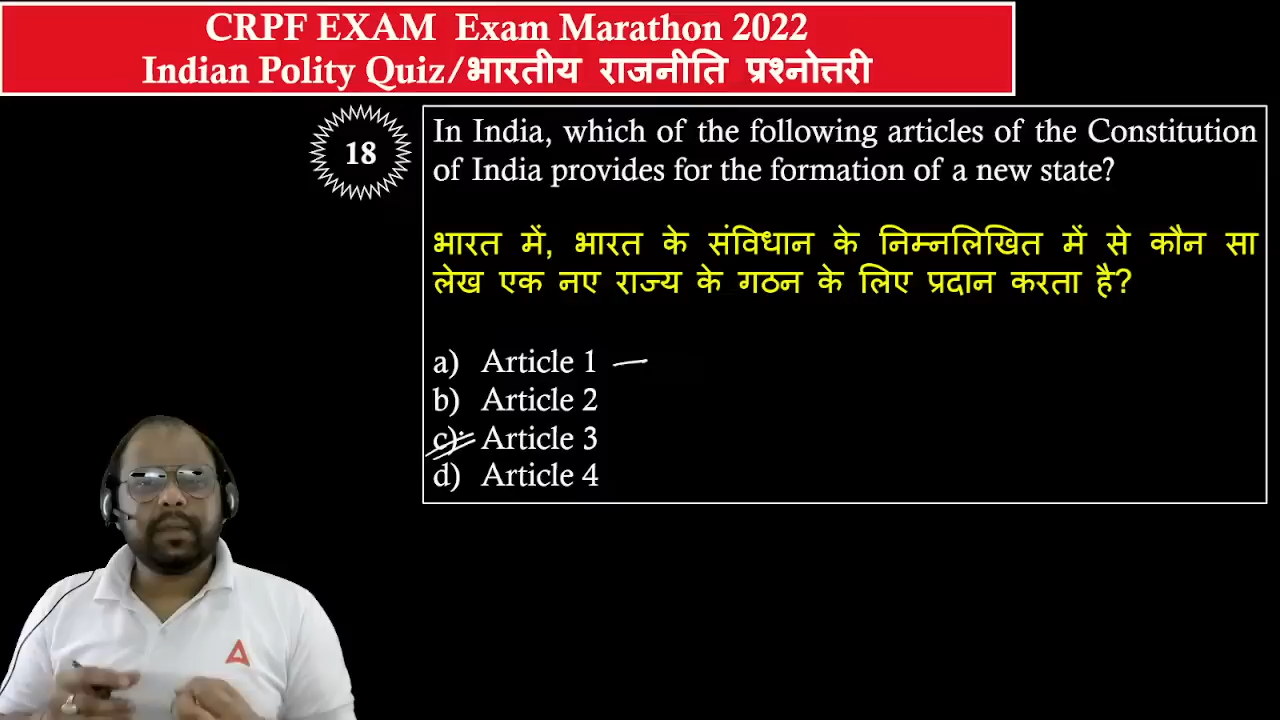 CRPF EXAM Exam Marathon 2022
Indian Polity Quiz/भारतीय राजनीति प्रश्नोत्तरी
18
In India, which of the following articles of the Constitution
of India provides for the formation of a new state?
भारत में, भारत के संविधान के निम्नलिखित में से कौन सा
लेख एक नए राज्य के गठन के लिए प्रदान करता है?
a) Article 1
b) Article 2
c) Article 3
d) Article 4